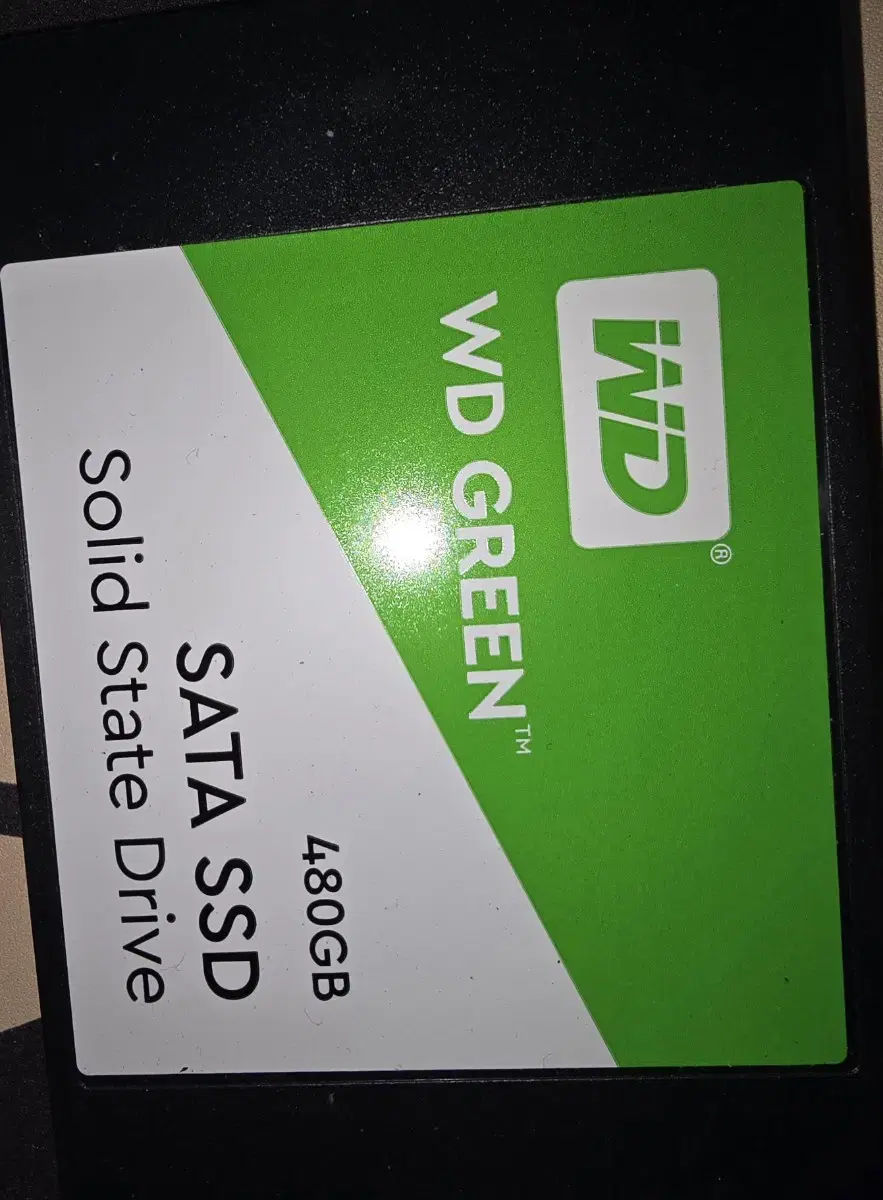 WD®
WD GREEN™
480GB
SATA SSD
Solid State Drive